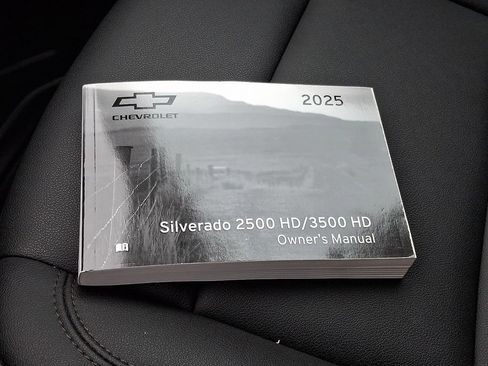 2025
CHEVROLET
Silverado 2500 HD/3500 HD
Owner's Manual